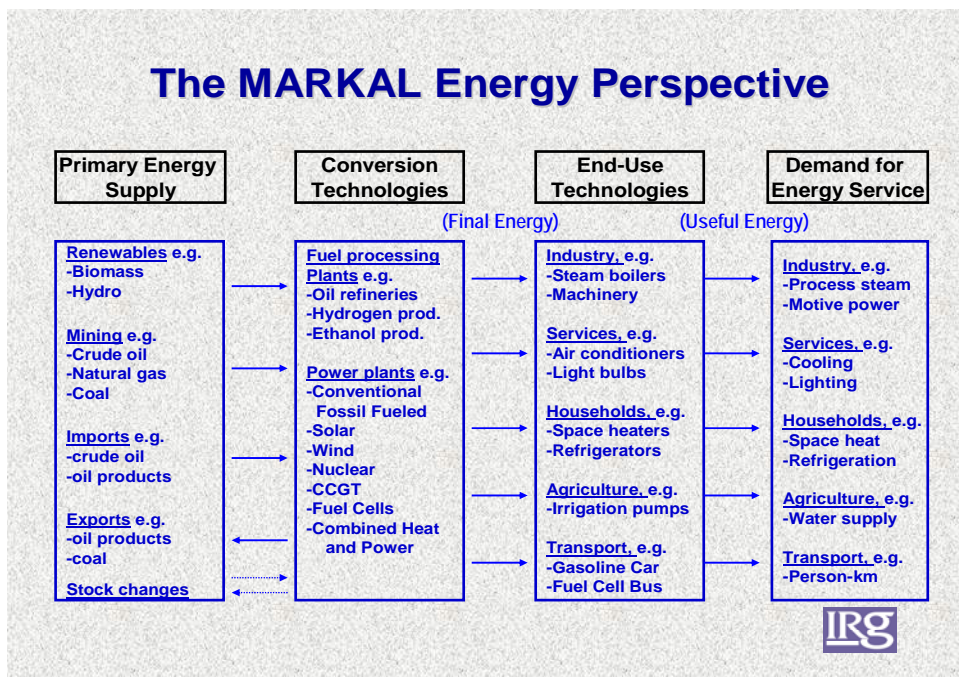 The MARKAL Energy Perspective
Primary Energy
Supply
Conversion
Technologies
End-Use
Technologies
Demand for
Energy Service
(Final Energy)
(Useful Energy)
Renewables e.g.
-Biomass
-Hydro
Mining e.g.
-Crude oil
-Natural gas
-Coal
Imports e.g.
-crude oil
-oil products
Exports e.g.
-oil products
-coal
Stock changes
Fuel processing
Plants e.g.
-Oil refineries
-Hydrogen prod.
-Ethanol prod.
Power plants e.g.
-Conventional
Fossil Fueled
-Solar
-Wind
-Nuclear
-CCGT
-Fuel Cells
-Combined Heat
and Power
Industry, e.g.
-Steam boilers
-Machinery
Services, e.g.
-Air conditioners
-Light bulbs
Households, e.g.
-Space heaters
-Refrigerators
Agriculture, e.g.
-Irrigation pumps
Transport, e.g.
-Gasoline Car
-Fuel Cell Bus
Industry, e.g.
-Process steam
-Motive power
Services, e.g.
-Cooling
-Lighting
Households, e.g.
-Space heat
-Refrigeration
Agriculture, e.g.
-Water supply
Transport, e.g.
-Person-km
IRg